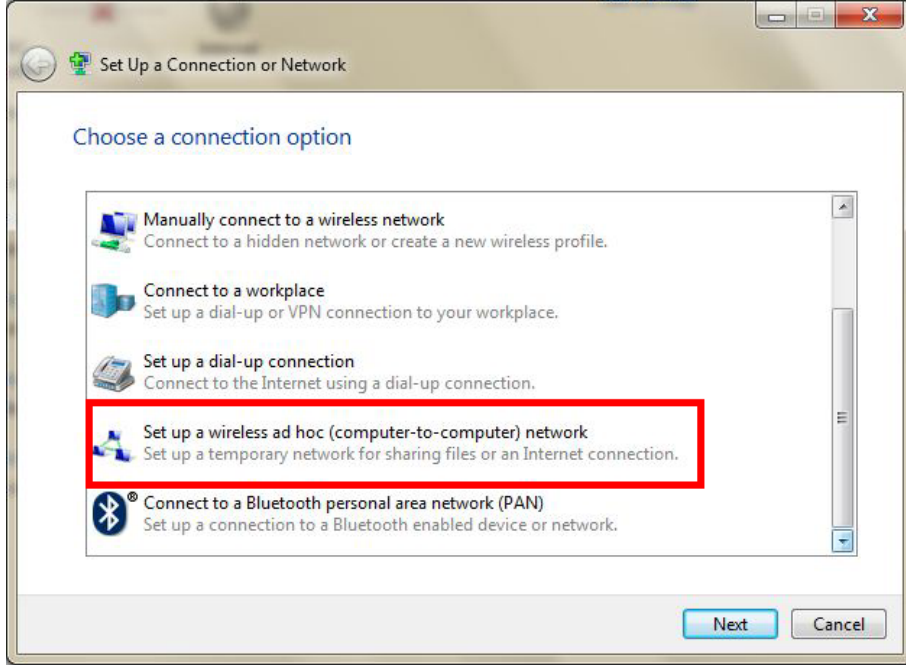 Set Up a Connection or Network
Choose a connection option
Manually connect to a wireless network
Connect to a hidden network or create a new wireless profile.
Connect to a workplace
Set up a dial-up or VPN connection to your workplace.
Set up a dial-up connection
Connect to the Internet using a dial-up connection.
Set up a wireless ad hoc (computer-to-computer) network
Set up a temporary network for sharing files or an Internet connection.
® Connect to a Bluetooth personal area network (PAN)
Set up a connection to a Bluetooth enabled device or network.
Next Cancel